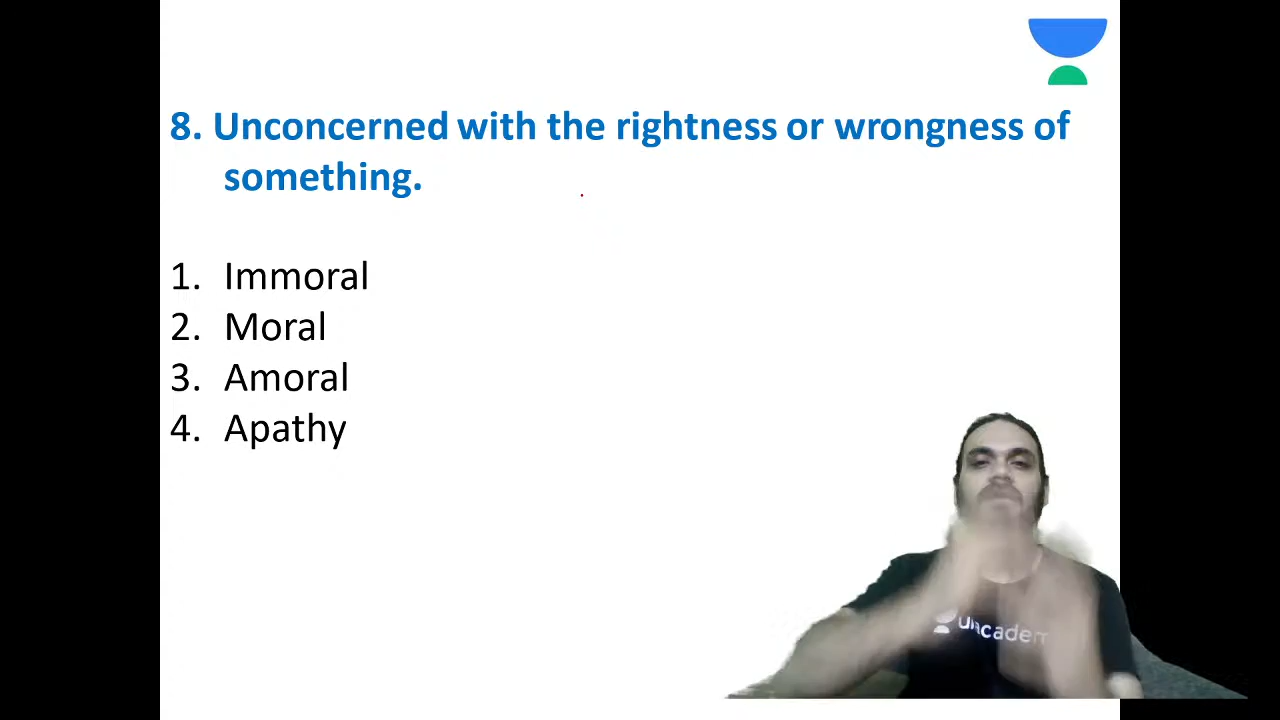 8. Unconcerned with the rightness or wrongness of
something.
1. Immoral
2. Moral
3. Amoral
4. Apathy